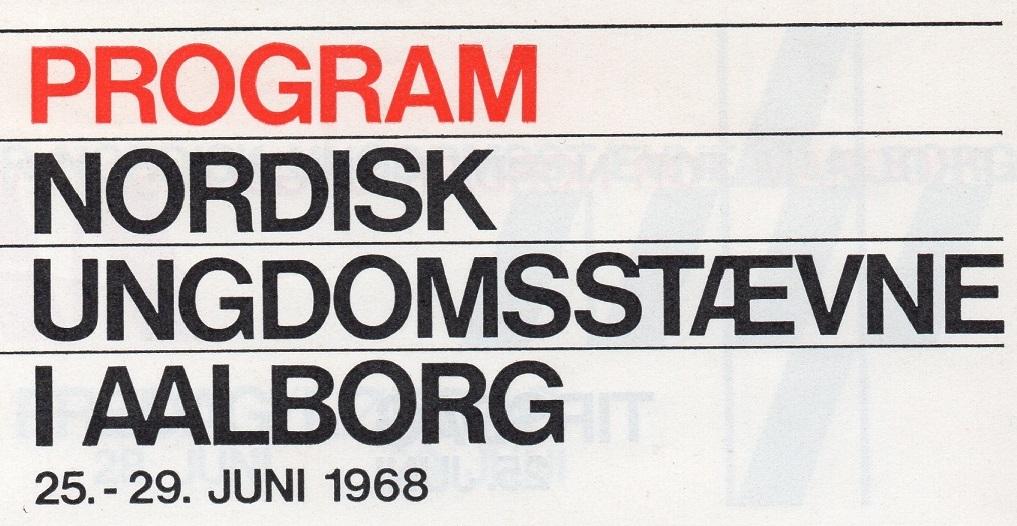 PROGRAM
NORDISK
UNGDOMSSTÆVNE
I AALBORG
25.- 29. JUNI 1968